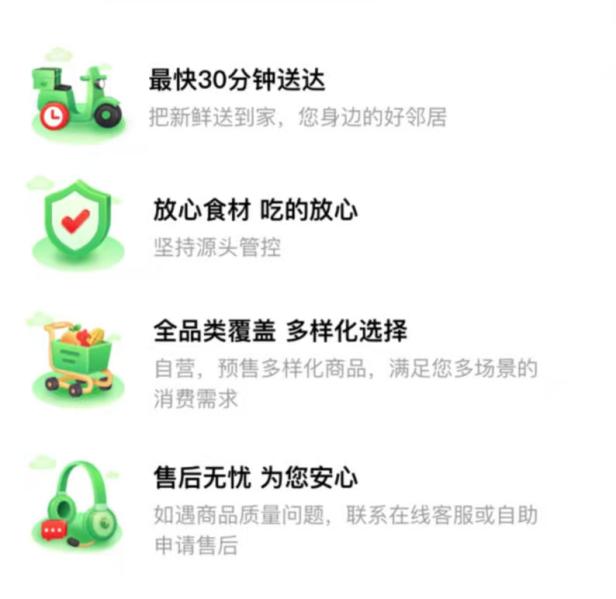 最快30分钟送达
把新鲜送到家，您身边的好邻居
放心食材 吃的放心
坚持源头管控
全品类覆盖 多样化选择
自营，预售多样化商品，满足您多场景的
消费需求
售后无忧 为您安心
如遇商品质量问题，联系在线客服或自助
申请售后